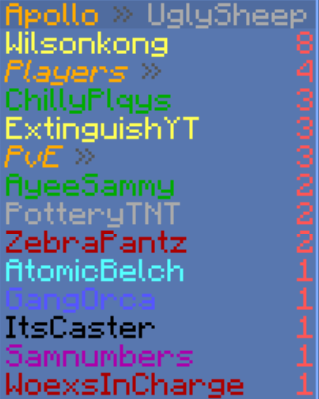 Apollo » UglySheep
Wilsonkong 8
Players » 4
ChillyPlqys 3
ExtinguishYT 3
PvE » 3
AyeeSammy 2
PotteryTNT 2
ZebraPantz 2
AtomicBelch 1
GangOrca 1
ItsCaster 1
Samnumbers 1
WoexsInCharge 1